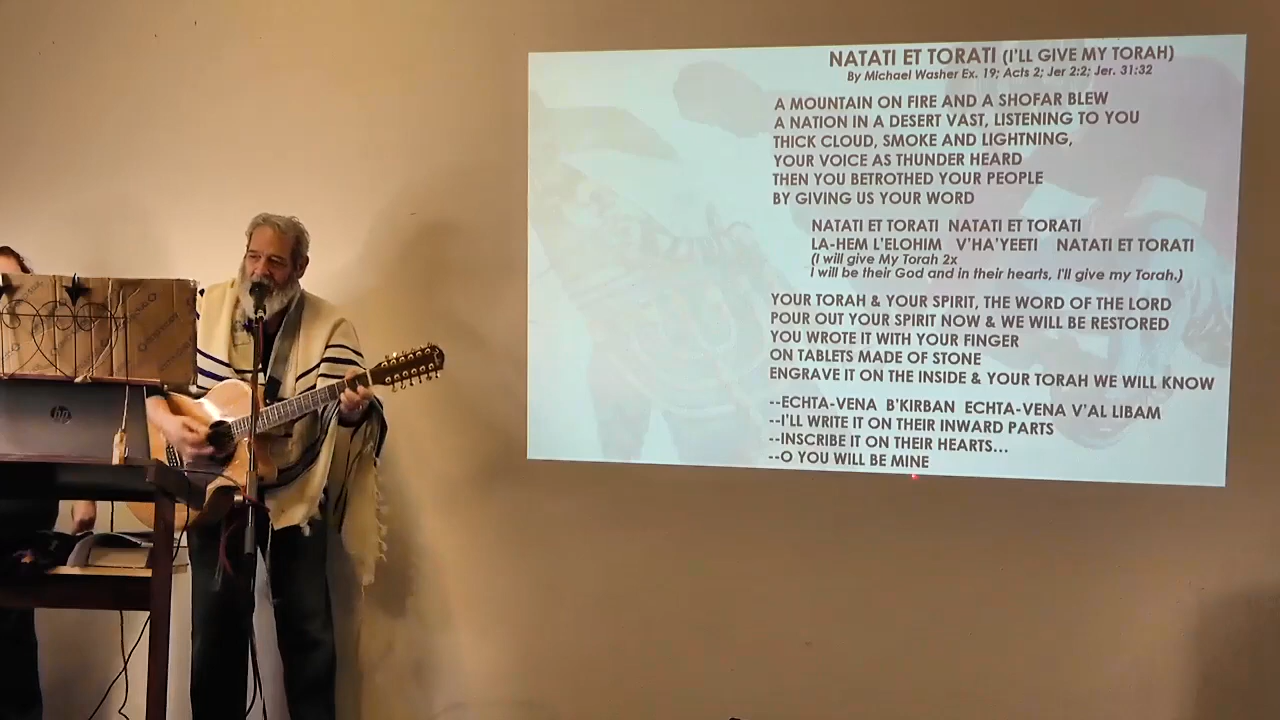 NATATI ET TORATI (I'LL GIVE MY TORAH)
By Michael Washer Ex. 19; Acts 2; Jer 2:2; Jer. 31:32
A MOUNTAIN ON FIRE AND A SHOFAR BLEW
A NATION IN A DESERT VAST, LISTENING TO YOU
THICK CLOUD, SMOKE AND LIGHTNING,
YOUR VOICE AS THUNDER HEARD
THEN YOU BETROTHED YOUR PEOPLE
BY GIVING US YOUR WORD
NATATI ET TORATI NATATI ET TORATI
LA-HEM L'ELOHIM V'HA'YEETI NATATI ET TORATI
(I will give My Torah 2x
I will be their God and in their hearts, I'll give my Torah.)
YOUR TORAH & YOUR SPIRIT, THE WORD OF THE LORD
POUR OUT YOUR SPIRIT NOW & WE WILL BE RESTORED
YOU WROTE IT WITH YOUR FINGER
ON TABLETS MADE OF STONE
ENGRAVE IT ON THE INSIDE & YOUR TORAH WE WILL KNOW
--ECHTA-VENA B'KIRBAN ECHTA-VENA V'AL LIBAM
--I'LL WRITE IT ON THEIR INWARD PARTS
--INSCRIBE IT ON THEIR HEARTS...
--O YOU WILL BE MINE
hp